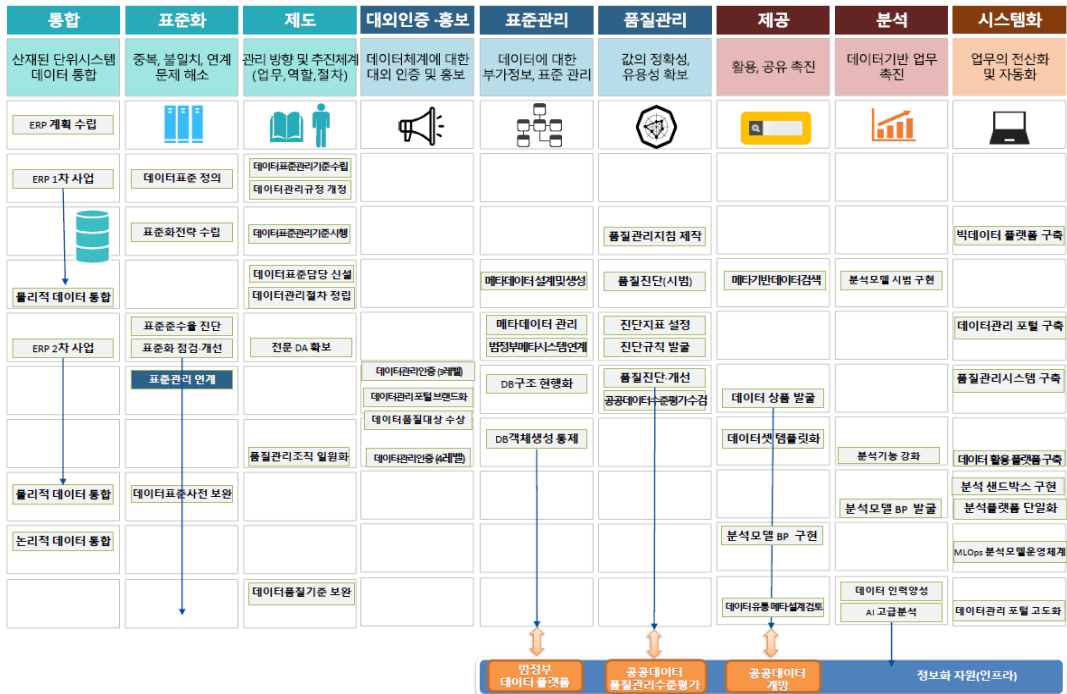 통합
표준화
제도
대외인증·홍보
표준관리
품질관리
제공
분석
시스템화
산재된 단위시스템
데이터 통합
중복, 불일치, 연계
문제 해소
관리 방향 및 추진체계
(업무,역할,절차)
데이터체계에 대한
대외 인증 및 홍보
데이터에 대한
부가정보, 표준 관리
값의 정확성,
유용성 확보
활용, 공유 촉진
데이터기반 업무
촉진
업무의 전산화
및 자동화
ERP 계획 수립
ERP 1차 사업
데이터표준 정의
데이터표준관리기준수립
데이터관리규정 개정
표준화전략 수립
데이터표준관리기준시행
품질관리지침 제작
빅데이터 플랫폼 구축
물리적 데이터 통합
데이터표준담당 신설
데이터관리절차 정립
메타데이터설계및생성
품질진단(시범)
메타기반데이터검색
분석모델 시범 구현
ERP 2차 사업
표준준수율 진단
표준화 점검·개선
전문 DA 확보
메타데이터 관리
범정부메타시스템연계
진단지표 설정
진단규칙 발굴
데이터관리 포털 구축
표준관리 연계
데이터관리인증 (3레벨)
데이터관리포털브랜드화
DB구조 현행화
품질진단·개선
공공데이터수준평가수검
데이터 상품 발굴
품질관리시스템 구축
데이터품질대상 수상
데이터관리인증(4레벨)
품질관리조직 일원화
DB객체생성 통제
데이터셋 템플릿화
분석기능 강화
데이터 활용플랫폼구축
물리적 데이터 통합
데이터표준사전 보완
분석모델 BP 발굴
분석 샌드박스 구현
분석플랫폼 단일화
논리적 데이터 통합
분석모델 BP 구현
MLOps 분석모델운영체계
데이터품질기준 보완
데이터유통메타설계검토
데이터 인력양성
AI 고급분석
데이터관리 포털 고도화
범정부
데이터 플랫폼
공공데이터
품질관리수준평가
공공데이터
개방
정보화 자원(인프라)